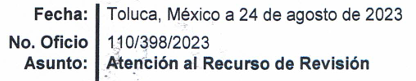 Fecha: Toluca, México a 24 de agosto de 2023
No. Oficio 110/398/2023
Asunto: Atención al Recurso de Revisión